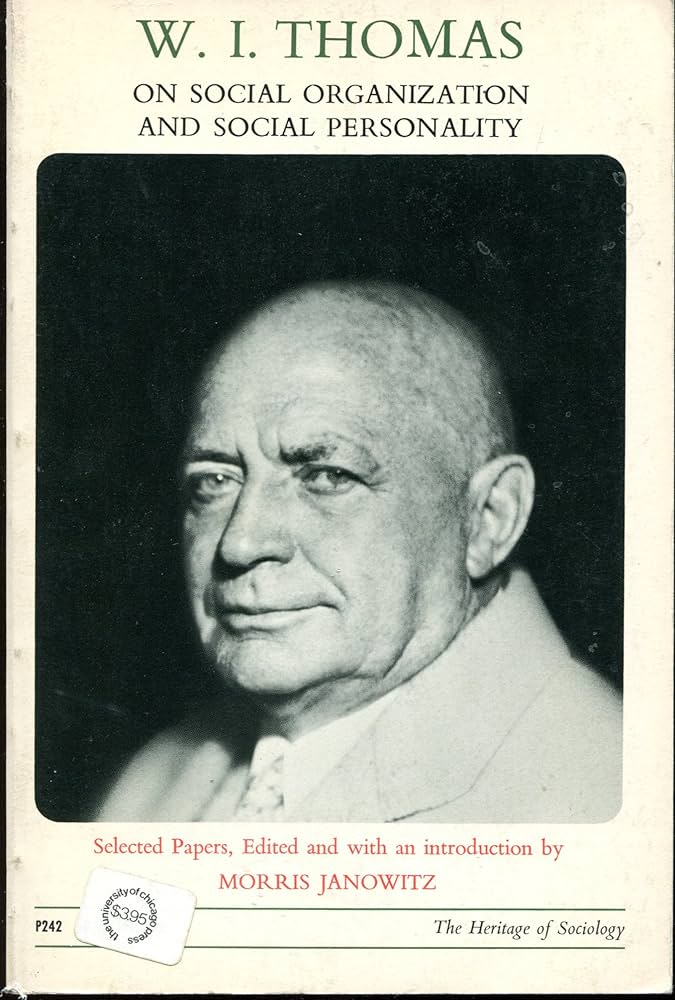 W. I. THOMAS
ON SOCIAL ORGANIZATION
AND SOCIAL PERSONALITY
Selected Papers, Edited and with an introduction by
MORRIS JANOWITZ
the university of chicago press
$3.95
P242
The Heritage of Sociology